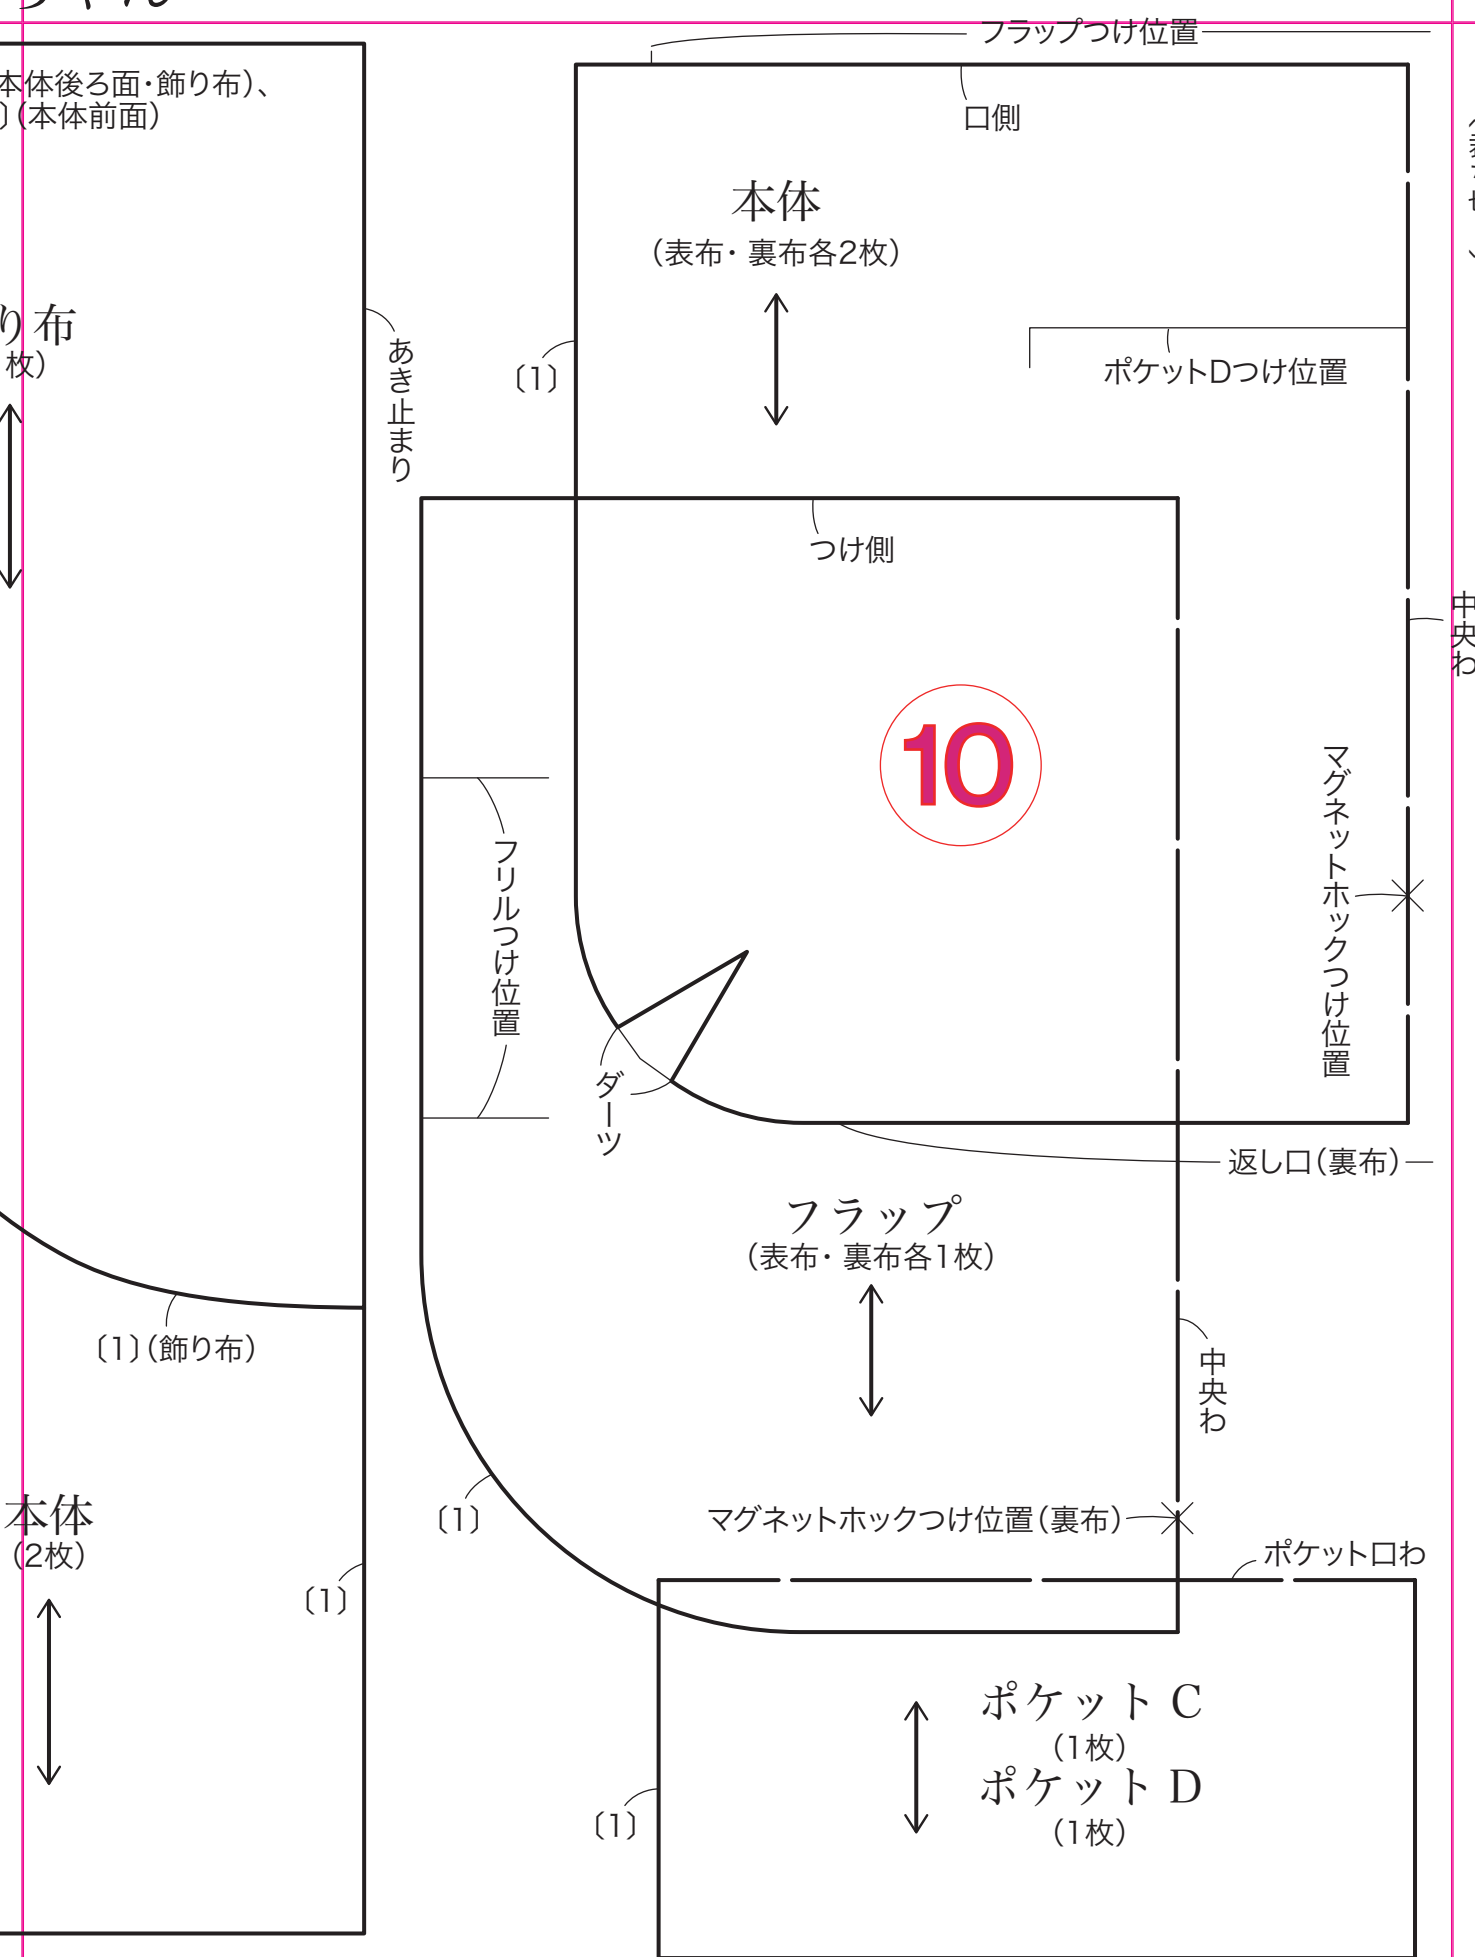 本体後ろ面・飾り布)、
〕(本体前面)
り布
枚)
あき止まり
〔1〕(飾り布)
本体
(2枚)
〔1〕
フラップつけ位置
口側
本体
(表布・裏布各2枚)
〔1〕
ポケットDつけ位置
中央わ
つけ側
10
マグネットホックつけ位置
フリルつけ位置
ダーツ
返し口(裏布)
フラップ
(表布・裏布各1枚)
中央わ
〔1〕
マグネットホックつけ位置(裏布)
ポケット口わ
ポケット C
(1枚)
ポケット D
(1枚)
〔1〕